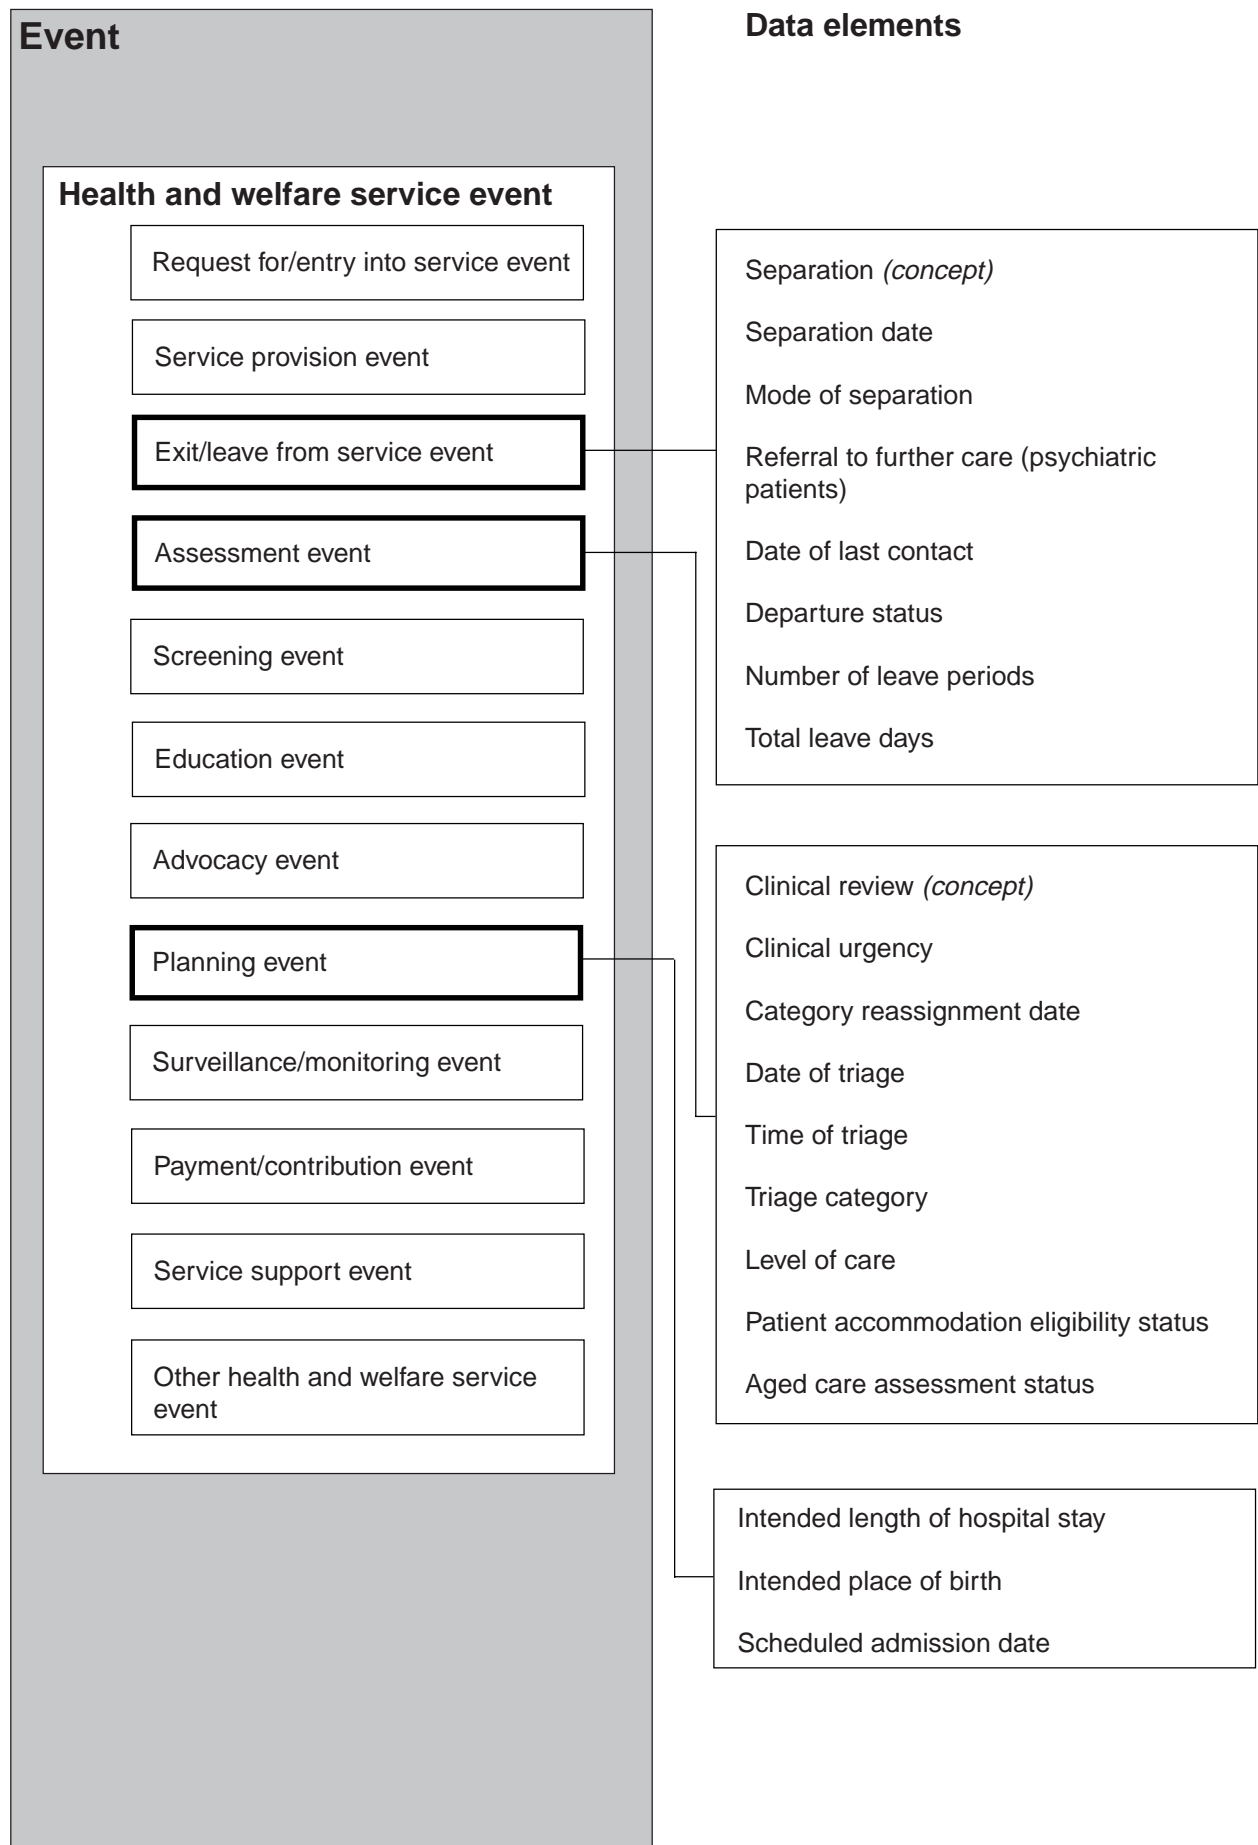 Event
Data elements
Health and welfare service event
Request for/entry into service event
Service provision event
Exit/leave from service event
Assessment event
Screening event
Education event
Advocacy event
Planning event
Surveillance/monitoring event
Payment/contribution event
Service support event
Other health and welfare service
event
Separation (concept)
Separation date
Mode of separation
Referral to further care (psychiatric
patients)
Date of last contact
Departure status
Number of leave periods
Total leave days
Clinical review (concept)
Clinical urgency
Category reassignment date
Date of triage
Time of triage
Triage category
Level of care
Patient accommodation eligibility status
Aged care assessment status
Intended length of hospital stay
Intended place of birth
Scheduled admission date